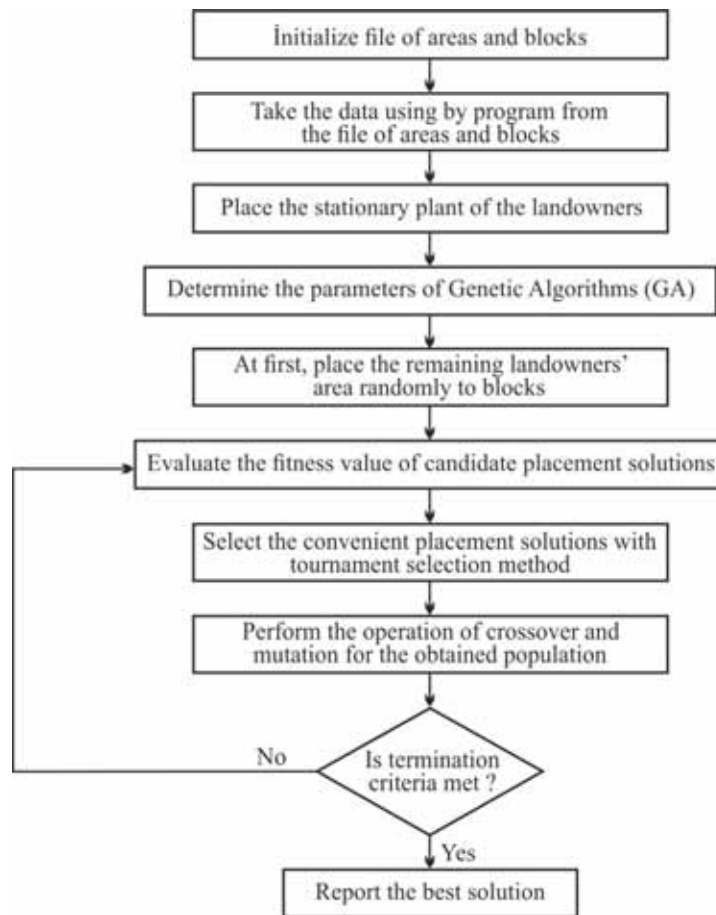 İnitialize file of areas and blocks
Take the data using by program from
the file of areas and blocks
Place the stationary plant of the landowners
Determine the parameters of Genetic Algorithms (GA)
At first, place the remaining landowners’
area randomly to blocks
Evaluate the fitness value of candidate placement solutions
Select the convenient placement solutions with
tournament selection method
Perform the operation of crossover and
mutation for the obtained population
No
Is termination
criteria met ?
Yes
Report the best solution